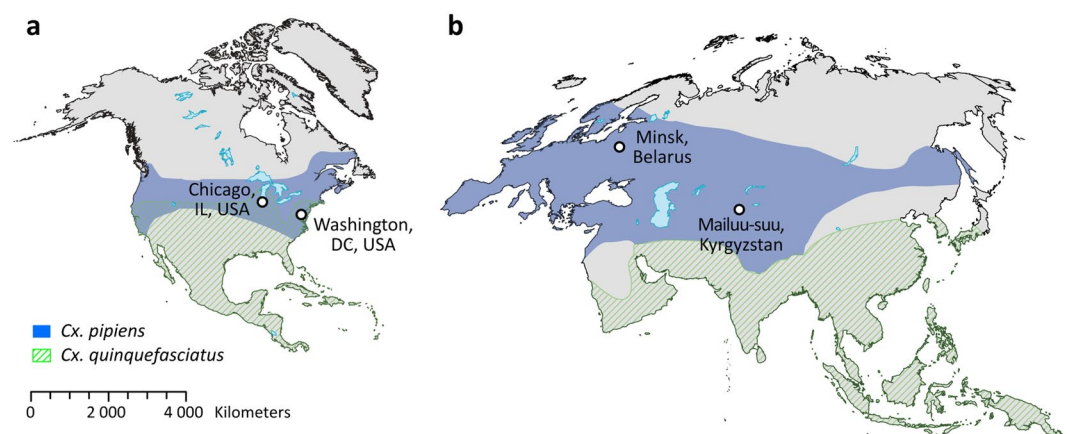 a
Chicago,
IL, USA
Washington,
DC, USA
Cx. pipiens
Cx. quinquefasciatus
0 2 000 4 000 Kilometers
b
Minsk,
Belarus
Mailuu-suu,
Kyrgyzstan